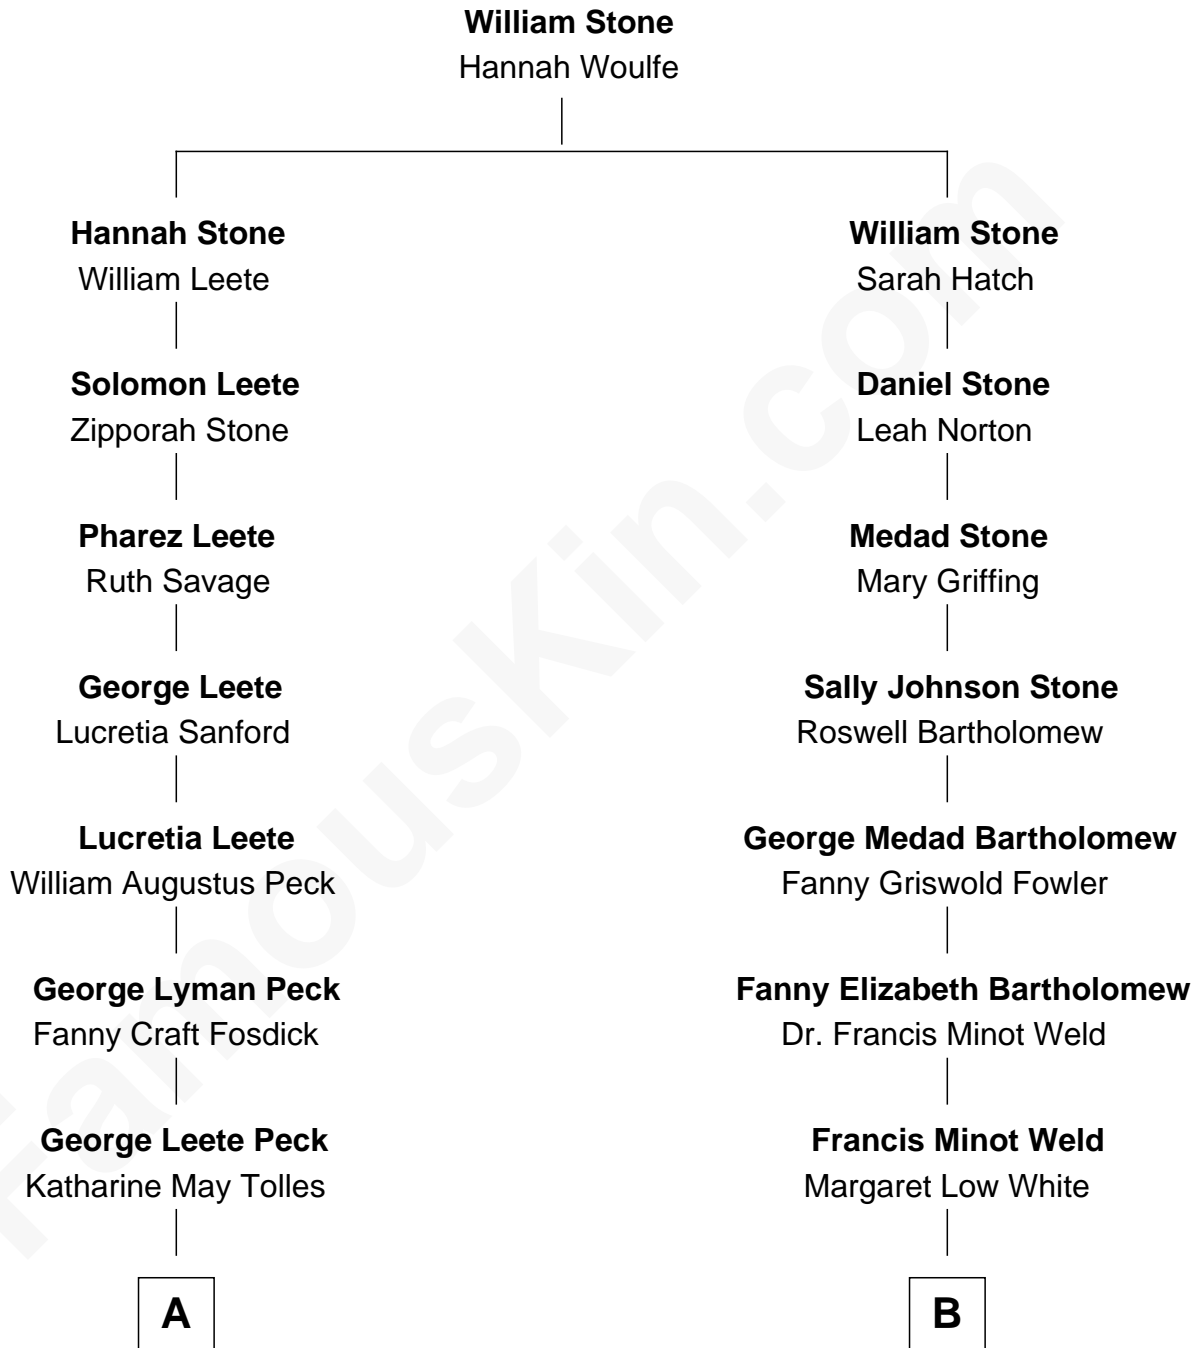 William Stone
Hannah Woulfe
Hannah Stone
William Leete
William Stone
Sarah Hatch
Solomon Leete
Zipporah Stone
Daniel Stone
Leah Norton
Pharez Leete
Ruth Savage
Medad Stone
Mary Griffing
George Leete
Lucretia Sanford
Sally Johnson Stone
Roswell Bartholomew
Lucretia Leete
William Augustus Peck
George Medad Bartholomew
Fanny Griswold Fowler
George Lyman Peck
Fanny Craft Fosdick
Fanny Elizabeth Bartholomew
Dr. Francis Minot Weld
George Leete Peck
Katharine May Tolles
Francis Minot Weld
Margaret Low White
A
B
FamousKin.com